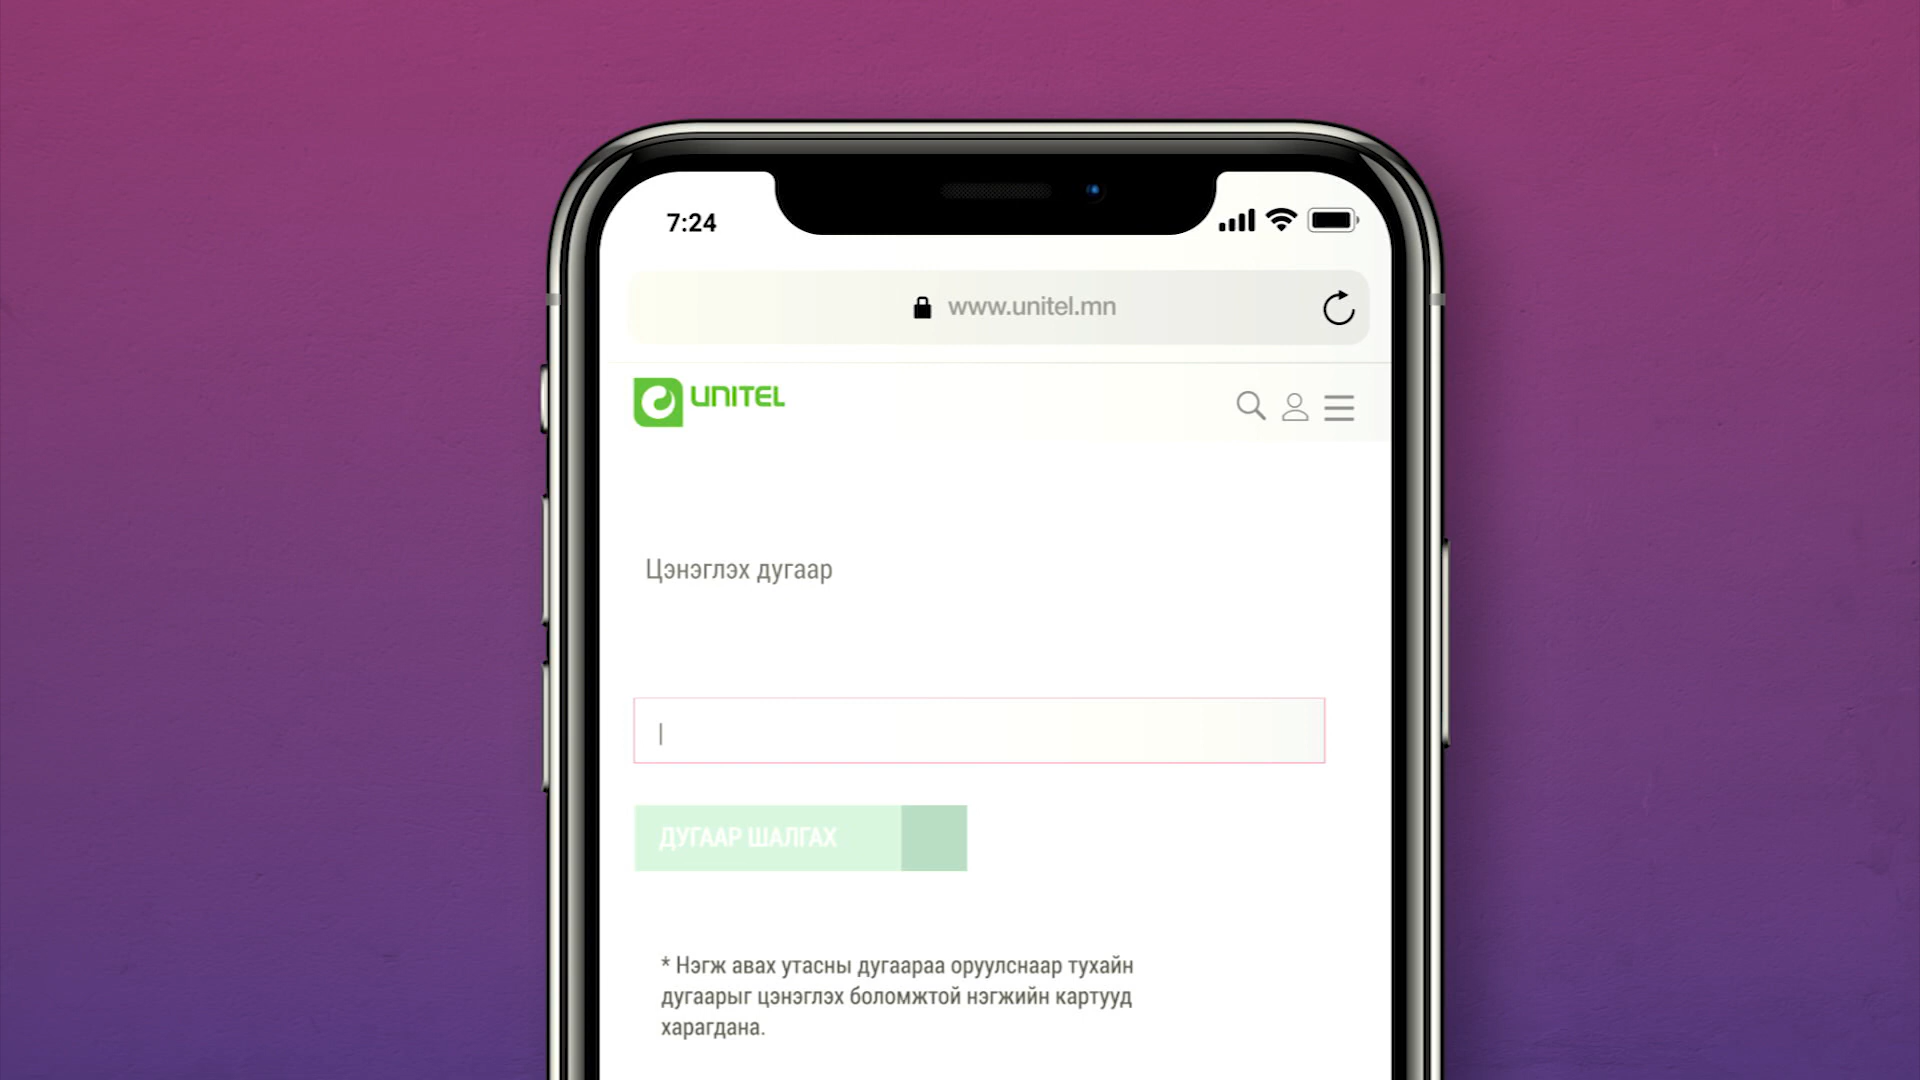 7:24
www.unitel.mn
UNITEL
Цэнэглэх дугаар
ДУГААР ШАЛГАХ
* Нэгж авах утасны дугаараа оруулснаар тухайн
дугаарыг цэнэглэх боломжтой нэгжийн картууд
харагдана.